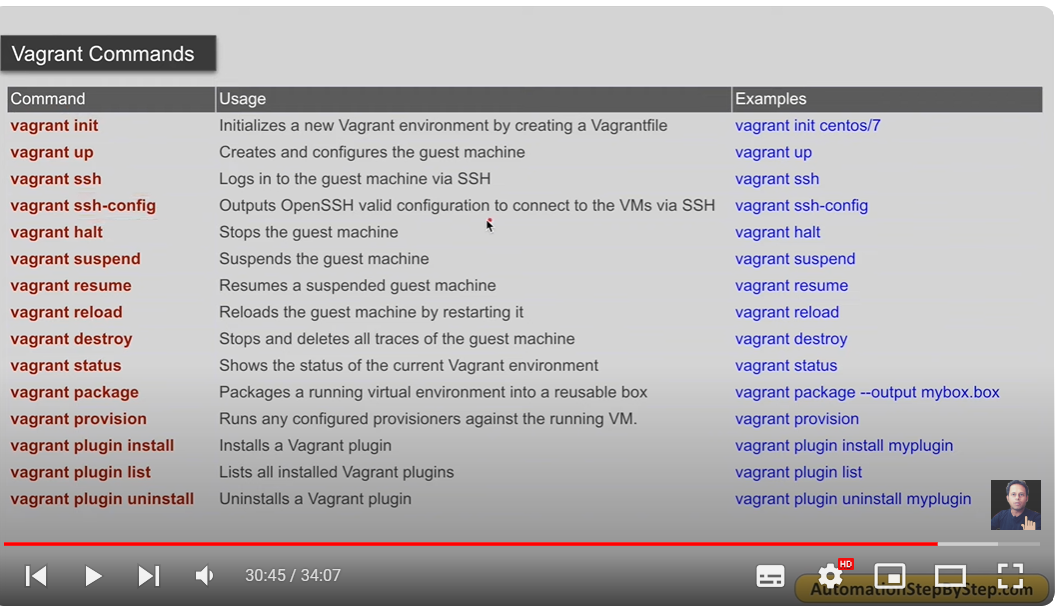 Vagrant Commands
Command Usage Examples
vagrant init Initializes a new Vagrant environment by creating a Vagrantfile vagrant init centos/7
vagrant up Creates and configures the guest machine vagrant up
vagrant ssh Logs in to the guest machine via SSH vagrant ssh
vagrant ssh-config Outputs OpenSSH valid configuration to connect to the VMs via SSH vagrant ssh-config
vagrant halt Stops the guest machine vagrant halt
vagrant suspend Suspends the guest machine vagrant suspend
vagrant resume Resumes a suspended guest machine vagrant resume
vagrant reload Reloads the guest machine by restarting it vagrant reload
vagrant destroy Stops and deletes all traces of the guest machine vagrant destroy
vagrant status Shows the status of the current Vagrant environment vagrant status
vagrant package Packages a running virtual environment into a reusable box vagrant package --output mybox.box
vagrant provision Runs any configured provisioners against the running VM. vagrant provision
vagrant plugin install Installs a Vagrant plugin vagrant plugin install myplugin
vagrant plugin list Lists all installed Vagrant plugins vagrant plugin list
vagrant plugin uninstall Uninstalls a Vagrant plugin vagrant plugin uninstall myplugin
30:45 / 34:07 HD
AutomationStepByStep.com